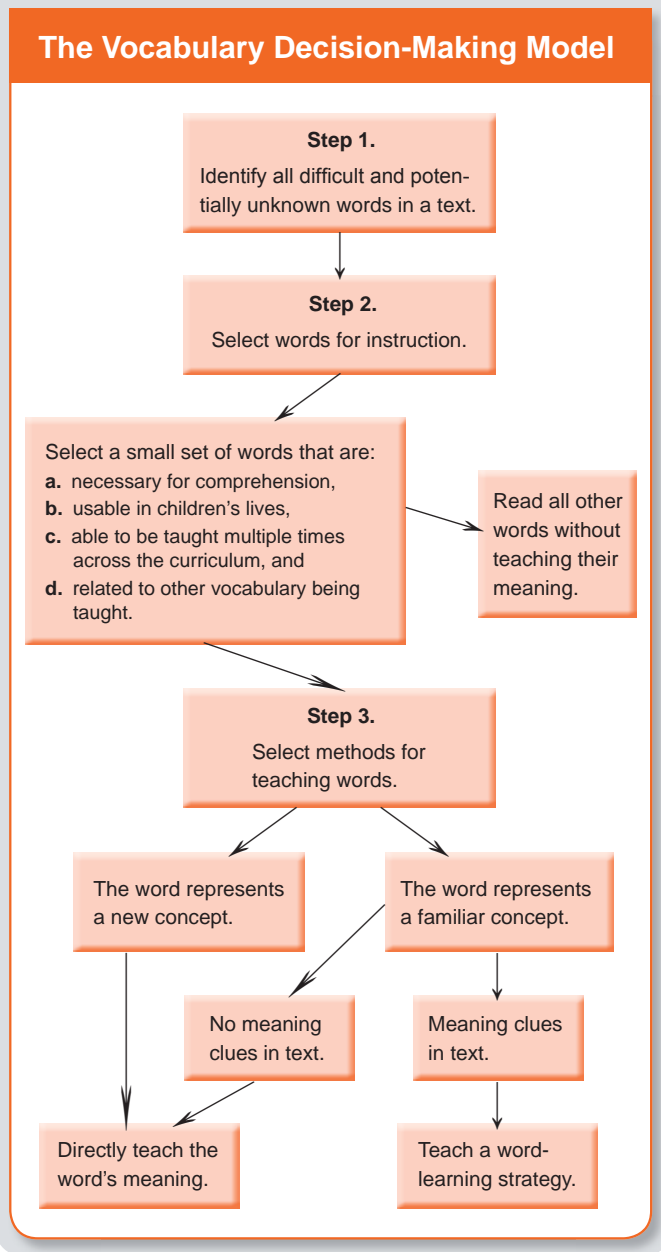 The Vocabulary Decision-Making Model
Step 1.
Identify all difficult and poten-
tially unknown words in a text.
Step 2.
Select words for instruction.
Select a small set of words that are:
a. necessary for comprehension,
b. usable in children’s lives,
c. able to be taught multiple times
across the curriculum, and
d. related to other vocabulary being
taught.
Read all other
words without
teaching their
meaning.
Step 3.
Select methods for
teaching words.
The word represents
a new concept.
The word represents
a familiar concept.
No meaning
clues in text.
Meaning clues
in text.
Directly teach the
word’s meaning.
Teach a word-
learning strategy.